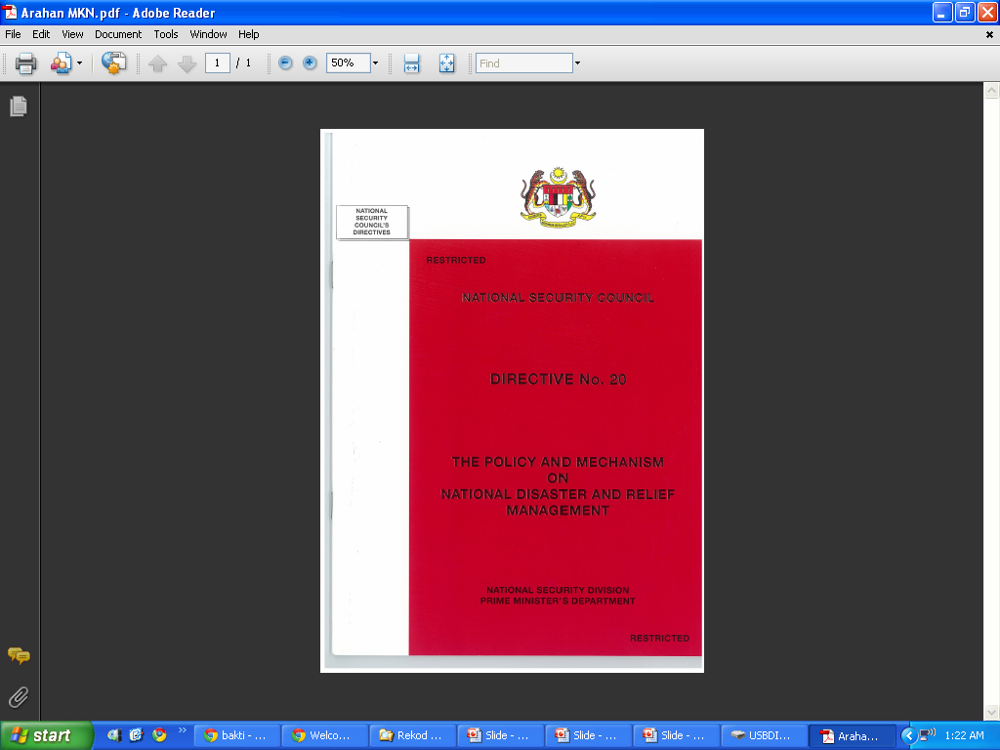 Arahan MKN.pdf - Adobe Reader
File Edit View Document Tools Window Help
1 / 1 50% Find
NATIONAL
SECURITY
COUNCIL'S
DIRECTIVES
RESTRICTED
NATIONAL SECURITY COUNCIL
DIRECTIVE No. 20
THE POLICY AND MECHANISM
ON
NATIONAL DISASTER AND RELIEF
MANAGEMENT
NATIONAL SECURITY DIVISION
PRIME MINISTER'S DEPARTMENT
RESTRICTED
start bakti - ... Welco... Rekod ... Slide - ... Slide - ... Slide - ... USBDI... Araha... 1:22 AM